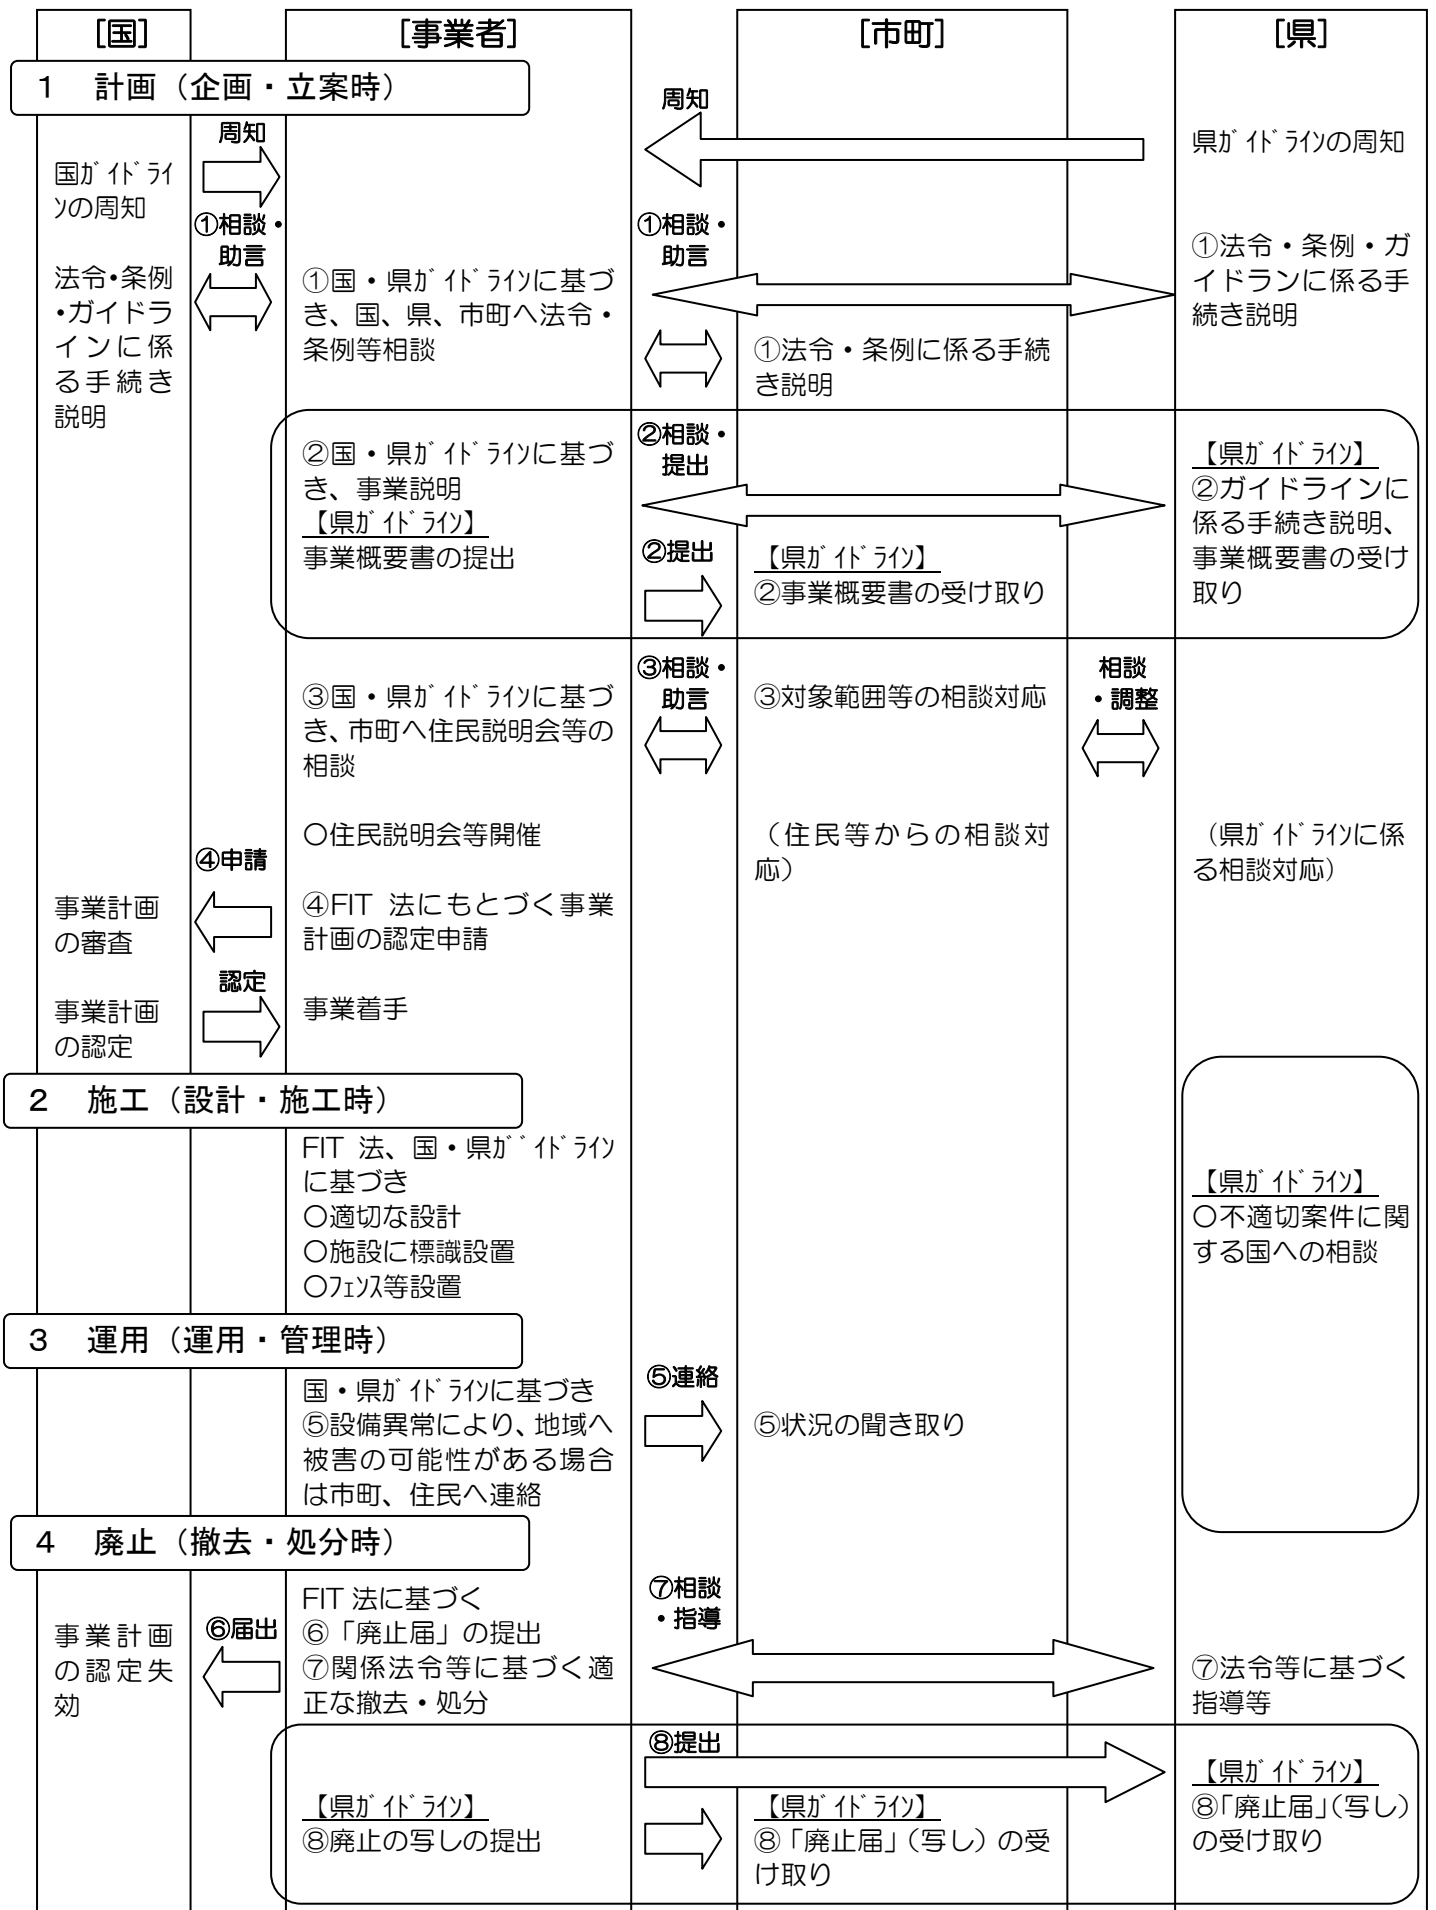 [国]
[事業者]
[市町]
[県]
1 計画（企画・立案時）
周知
国ｶﾞｲﾄﾞﾗｲ
ﾝの周知
周知
県ｶﾞｲﾄﾞﾗｲﾝの周知
①相談・
助言
法令・条例
・ガイドラ
インに係
る手続き
説明
①国・県ｶﾞｲﾄﾞﾗｲﾝに基づ
き、国、県、市町へ法令・
条例等相談
①相談・
助言
①法令・条例に係る手続
き説明
①法令・条例・ガ
イドランに係る手
続き説明
②国・県ｶﾞｲﾄﾞﾗｲﾝに基づ
き、事業説明
【県ｶﾞｲﾄﾞﾗｲﾝ】
事業概要書の提出
②相談・
提出
②提出
【県ｶﾞｲﾄﾞﾗｲﾝ】
②事業概要書の受け取り
【県ｶﾞｲﾄﾞﾗｲﾝ】
②ガイドラインに
係る手続き説明、
事業概要書の受け
取り
③国・県ｶﾞｲﾄﾞﾗｲﾝに基づ
き、市町へ住民説明会等の
相談
③相談・
助言
③対象範囲等の相談対応
相談
・調整
〇住民説明会等開催
（住民等からの相談対
応）
（県ｶﾞｲﾄﾞﾗｲﾝに係
る相談対応）
④申請
事業計画
の審査
④FIT 法にもとづく事業
計画の認定申請
認定
事業計画
の認定
事業着手
2 施工（設計・施工時）
FIT 法、国・県ｶﾞﾞｲﾄﾞﾗｲﾝ
に基づき
〇適切な設計
〇施設に標識設置
〇ﾌｪﾝｽ等設置
【県ｶﾞｲﾄﾞﾗｲﾝ】
〇不適切案件に関
する国への相談
3 運用（運用・管理時）
国・県ｶﾞｲﾄﾞﾗｲﾝに基づき
⑤設備異常により、地域へ
被害の可能性がある場合
は市町、住民へ連絡
⑤連絡
⑤状況の聞き取り
4 廃止（撤去・処分時）
事業計画
の認定失
効
⑥届出
FIT 法に基づく
⑥「廃止届」の提出
⑦関係法令等に基づく適
正な撤去・処分
⑦相談
・指導
⑦法令等に基づく
指導等
【県ｶﾞｲﾄﾞﾗｲﾝ】
⑧廃止の写しの提出
⑧提出
【県ｶﾞｲﾄﾞﾗｲﾝ】
⑧「廃止届」（写し）の受
け取り
【県ｶﾞｲﾄﾞﾗｲﾝ】
⑧「廃止届」（写し）
の受け取り